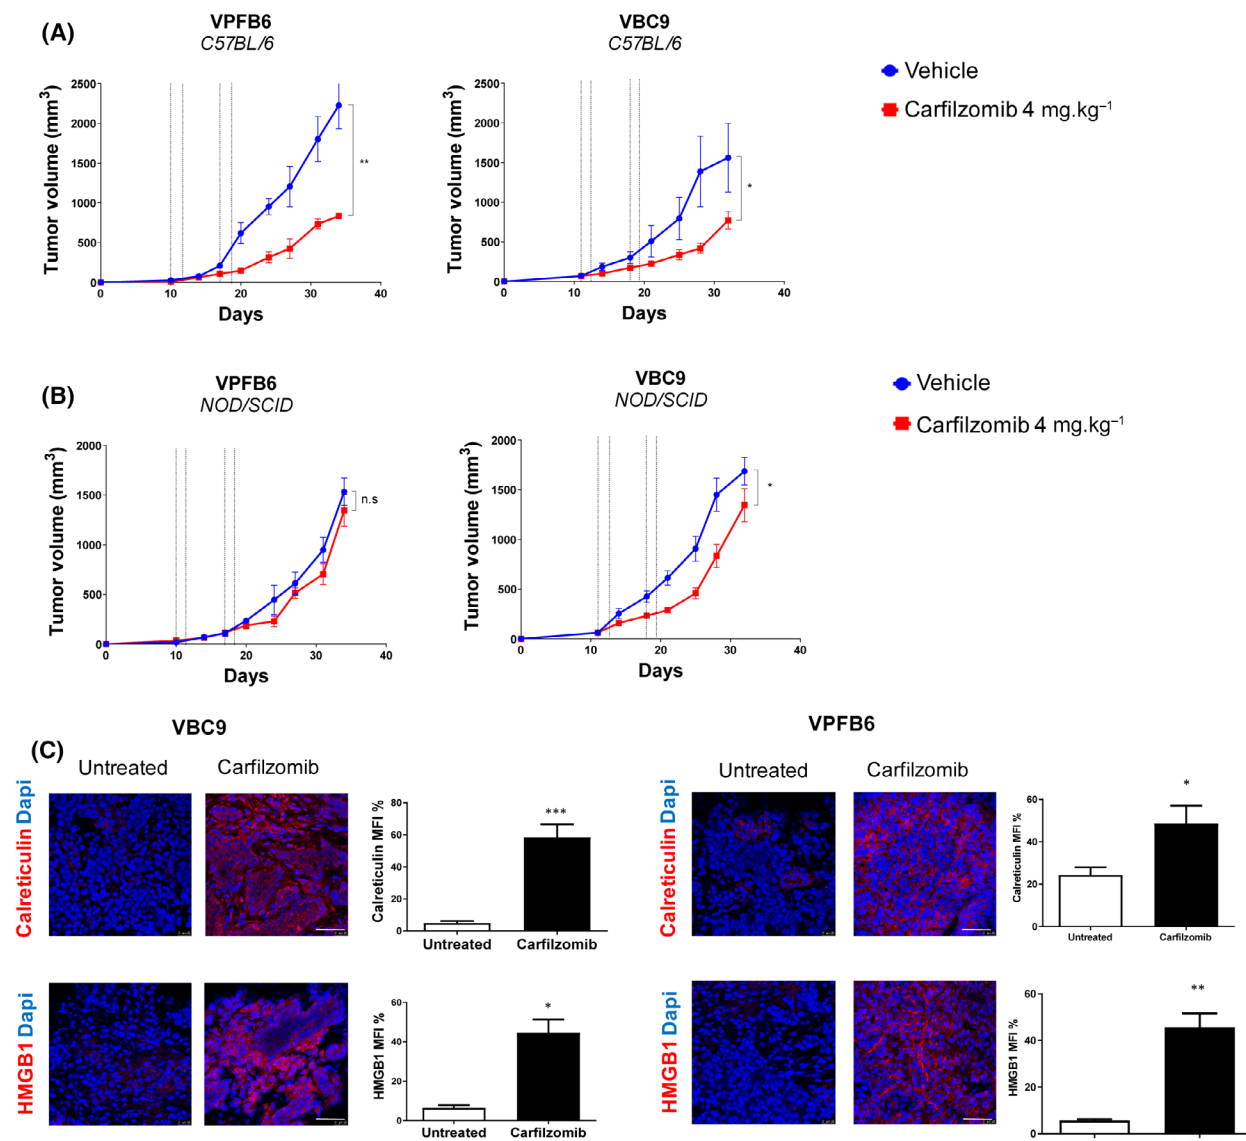 (A)
VPFB6
C57BL/6
VBC9
C57BL/6
Vehicle
Carfilzomib 4 mg.kg⁻¹
Tumor volume (mm³)
2500
2000
1500
1000
500
0
0 10 20 30 40
Days
**
Tumor volume (mm³)
2500
2000
1500
1000
500
0
0 10 20 30 40
Days
*
(B)
VPFB6
NOD/SCID
VBC9
NOD/SCID
Vehicle
Carfilzomib 4 mg.kg⁻¹
Tumor volume (mm³)
2000
1500
1000
500
0
0 10 20 30 40
Days
n.s
Tumor volume (mm³)
2000
1500
1000
500
0
0 10 20 30 40
Days
*
(C)
VBC9
Untreated Carfilzomib
Calreticulin Dapi
Calreticulin MFI %
80
60
40
20
0
***
Untreated Carfilzomib
HMGB1 Dapi
HMGB1 MFI %
60
40
20
0
*
Untreated Carfilzomib
VPFB6
Untreated Carfilzomib
Calreticulin Dapi
Calreticulin MFI %
60
40
20
0
*
Untreated Carfilzomib
HMGB1 Dapi
HMGB1 MFI %
60
40
20
0
**